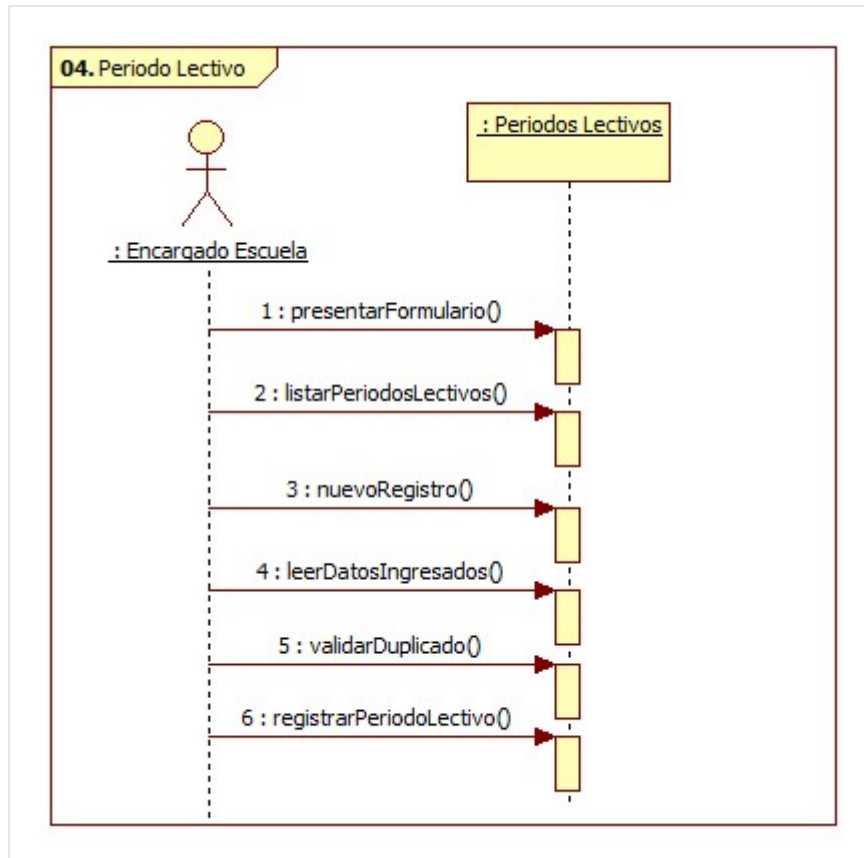 04. Periodo Lectivo
: Periodos Lectivos
: Encargado Escuela
1 : presentarFormulario()
2 : listarPeriodosLectivos()
3 : nuevoRegistro()
4 : leerDatosIngresados()
5 : validarDuplicado()
6 : registrarPeriodoLectivo()